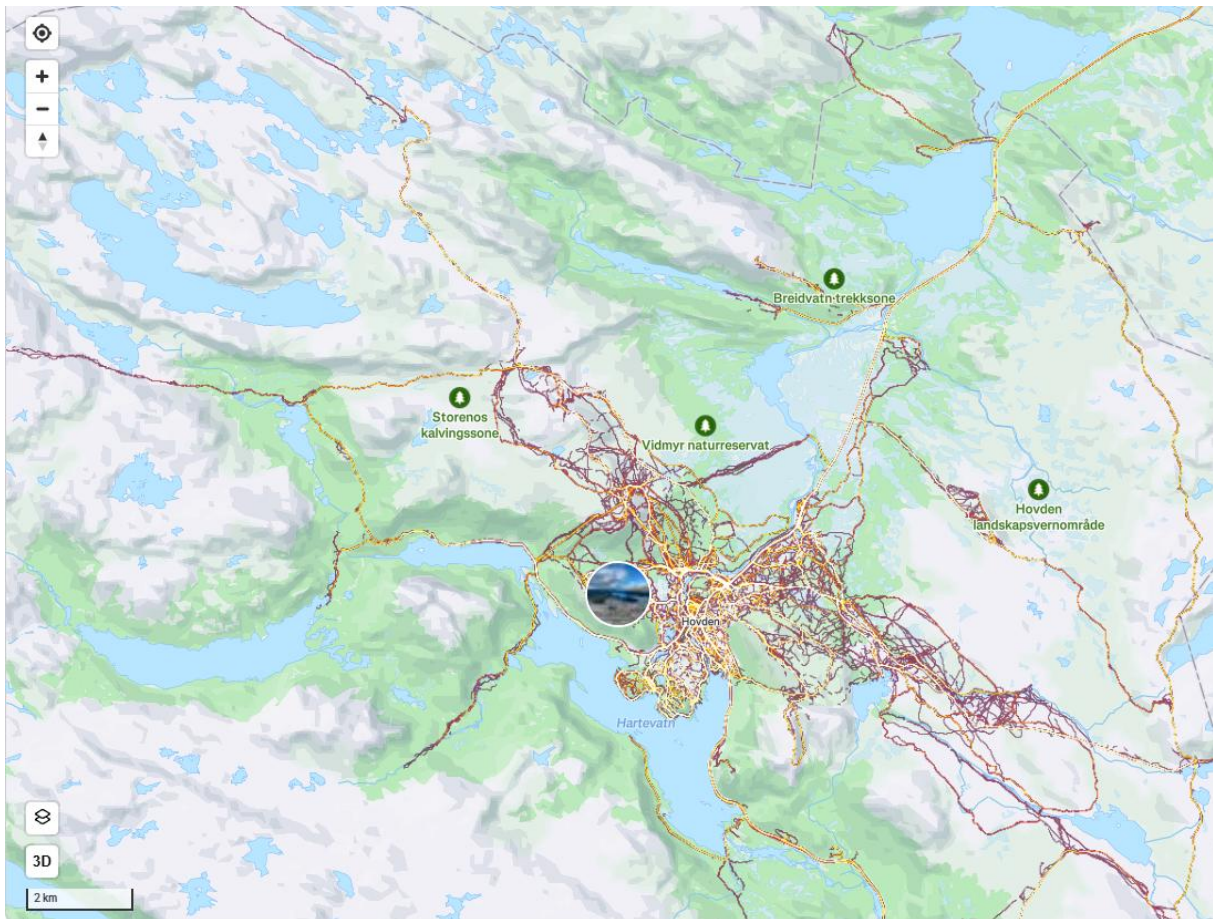 +
−
Breidvatn trekksone
Storenos
kalvingssone
Vidmyr naturreservat
Hovden
landskapsvernområde
Hovden
Hartevatn
3D
2 km